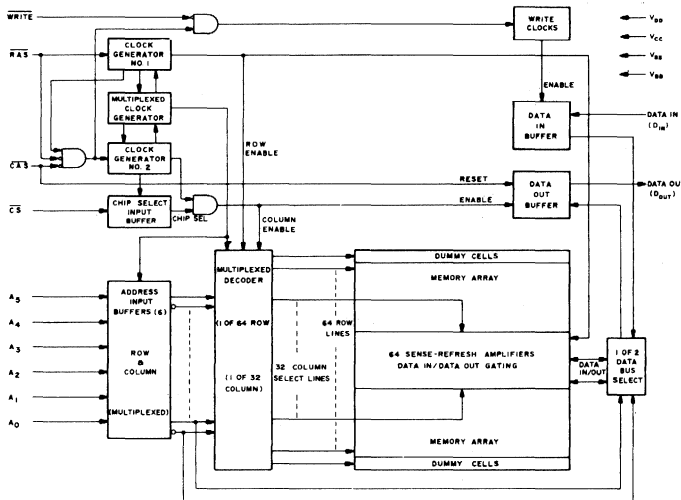 WRITE
RAS
CAS
CS
A5
A4
A3
A2
A1
A0
CLOCK
GENERATOR
NO. 1
MULTIPLEXED
CLOCK
GENERATOR
CLOCK
GENERATOR
NO. 2
CHIP SELECT
INPUT
BUFFER
CHIP SEL
ROW
ENABLE
COLUMN
ENABLE
WRITE
CLOCKS
ENABLE
DATA
IN
BUFFER
RESET
ENABLE
DATA
OUT
BUFFER
VDD
VCC
VSS
VBB
DATA IN
(DIN)
DATA OU
(DOUT)
ADDRESS
INPUT
BUFFERS (6)
ROW
&
COLUMN
(MULTIPLEXED)
MULTIPLEXED
DECODER
(1 OF 64 ROW)
(1 OF 32
COLUMN)
64 ROW
LINES
32 COLUMN
SELECT LINES
DUMMY CELLS
MEMORY ARRAY
64 SENSE-REFRESH AMPLIFIERS
DATA IN/DATA OUT GATING
MEMORY ARRAY
DUMMY CELLS
DATA
IN/OUT
1 OF 2
DATA
BUS
SELECT